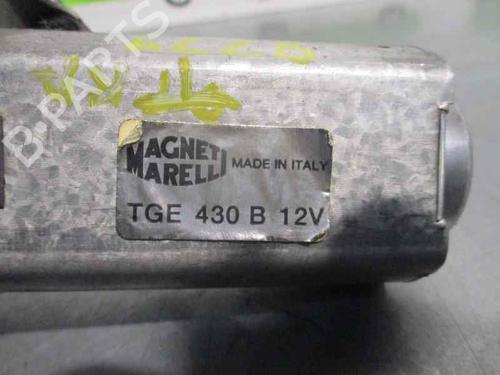 MAGNETI MARELLI
MADE IN ITALY
TGE 430 B 12V
B-PARTS